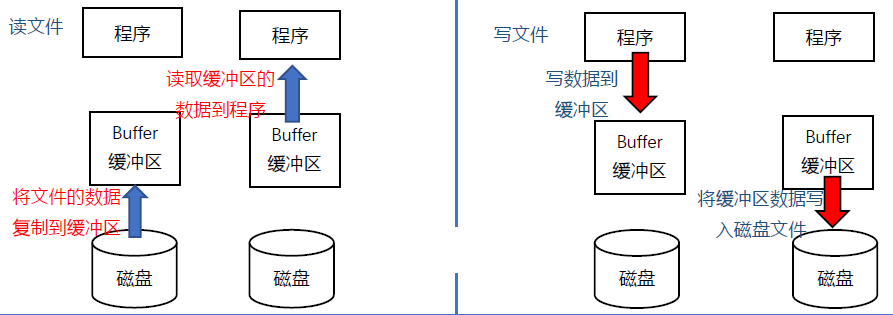 读文件
程序
程序
读取缓冲区的
数据到程序
Buffer
缓冲区
Buffer
缓冲区
将文件的数据
复制到缓冲区
磁盘
磁盘
写文件
程序
程序
写数据到
缓冲区
Buffer
缓冲区
Buffer
缓冲区
将缓冲区数据写
入磁盘文件
磁盘
磁盘